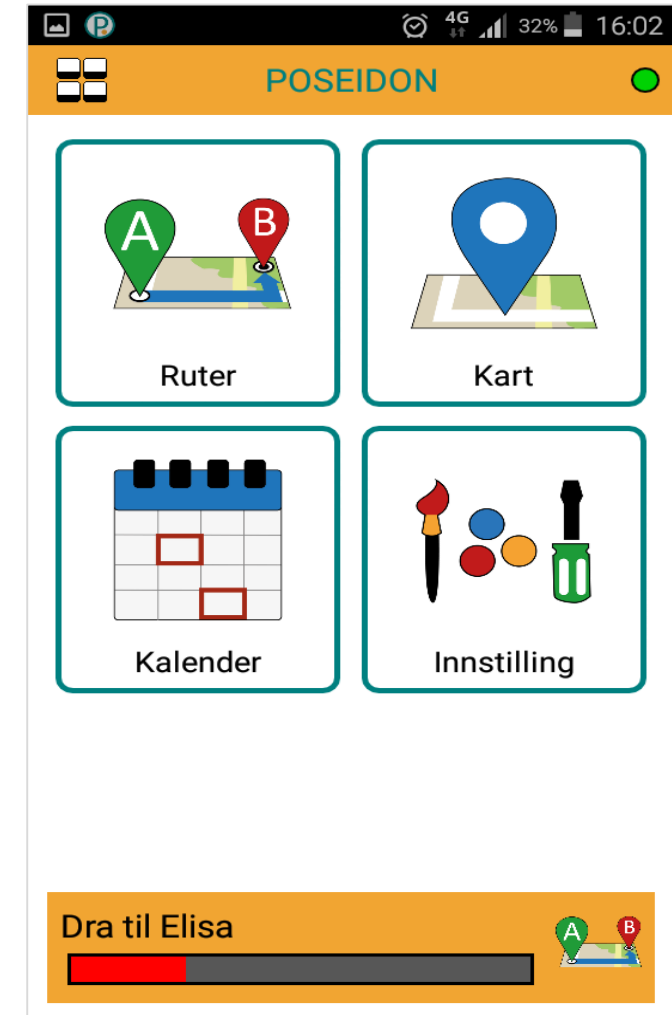 4G 32% 16:02
POSEIDON
A B
Ruter Kart
Kalender Innstilling
Dra til Elisa
A B